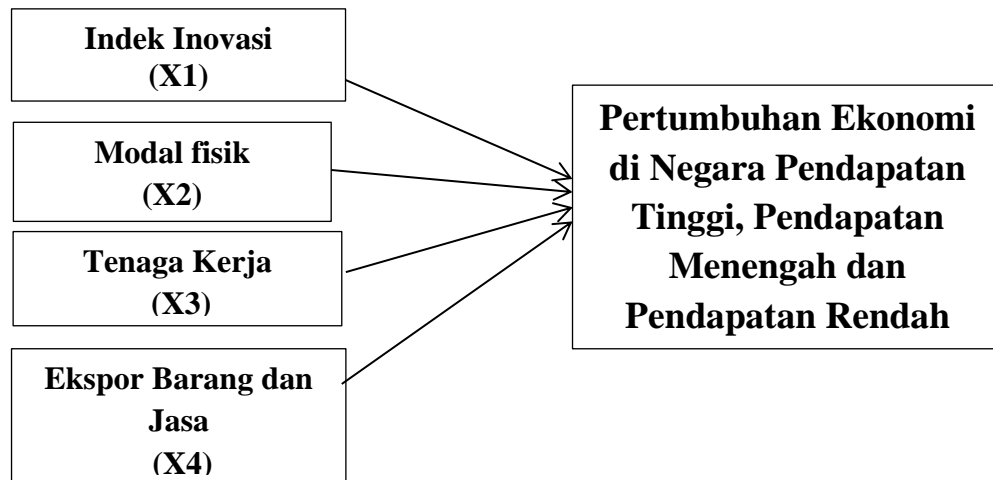 Indek Inovasi
(X1)
Modal fisik
(X2)
Tenaga Kerja
(X3)
Ekspor Barang dan
Jasa
(X4)
Pertumbuhan Ekonomi
di Negara Pendapatan
Tinggi, Pendapatan
Menengah dan
Pendapatan Rendah